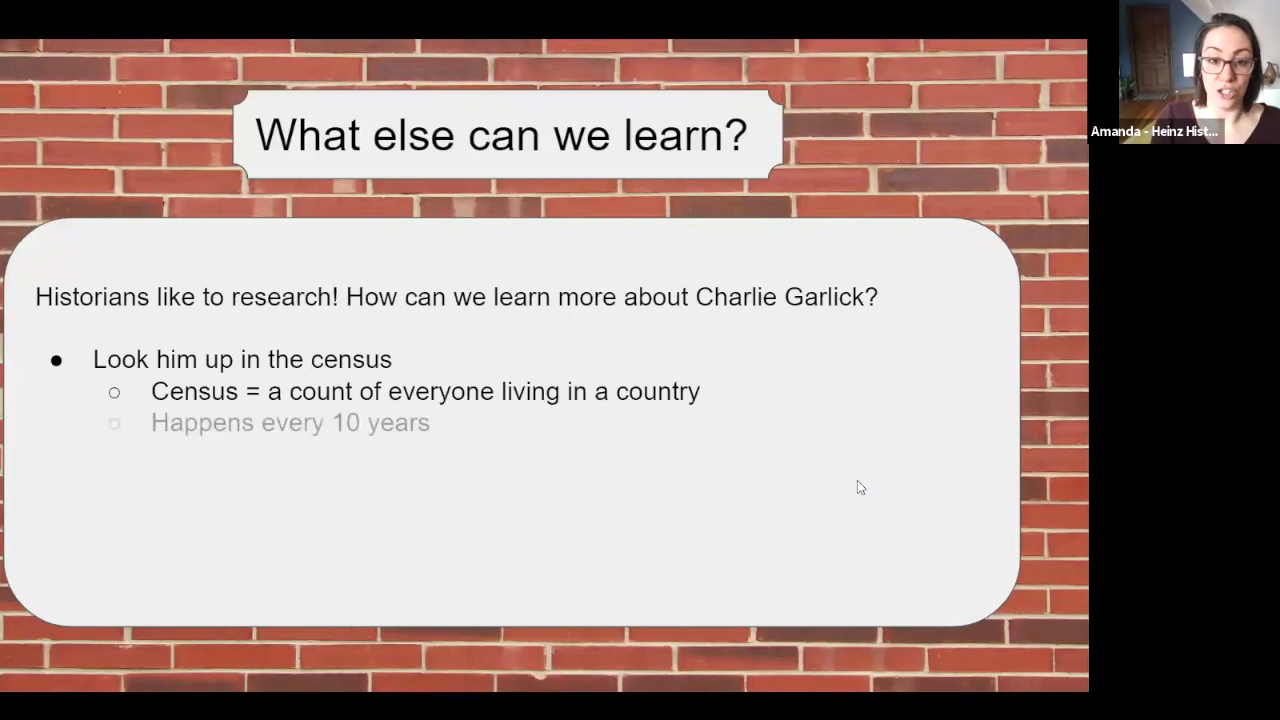 What else can we learn?
Amanda - Heinz Hist...
Historians like to research! How can we learn more about Charlie Garlick?
● Look him up in the census
○ Census = a count of everyone living in a country
○ Happens every 10 years